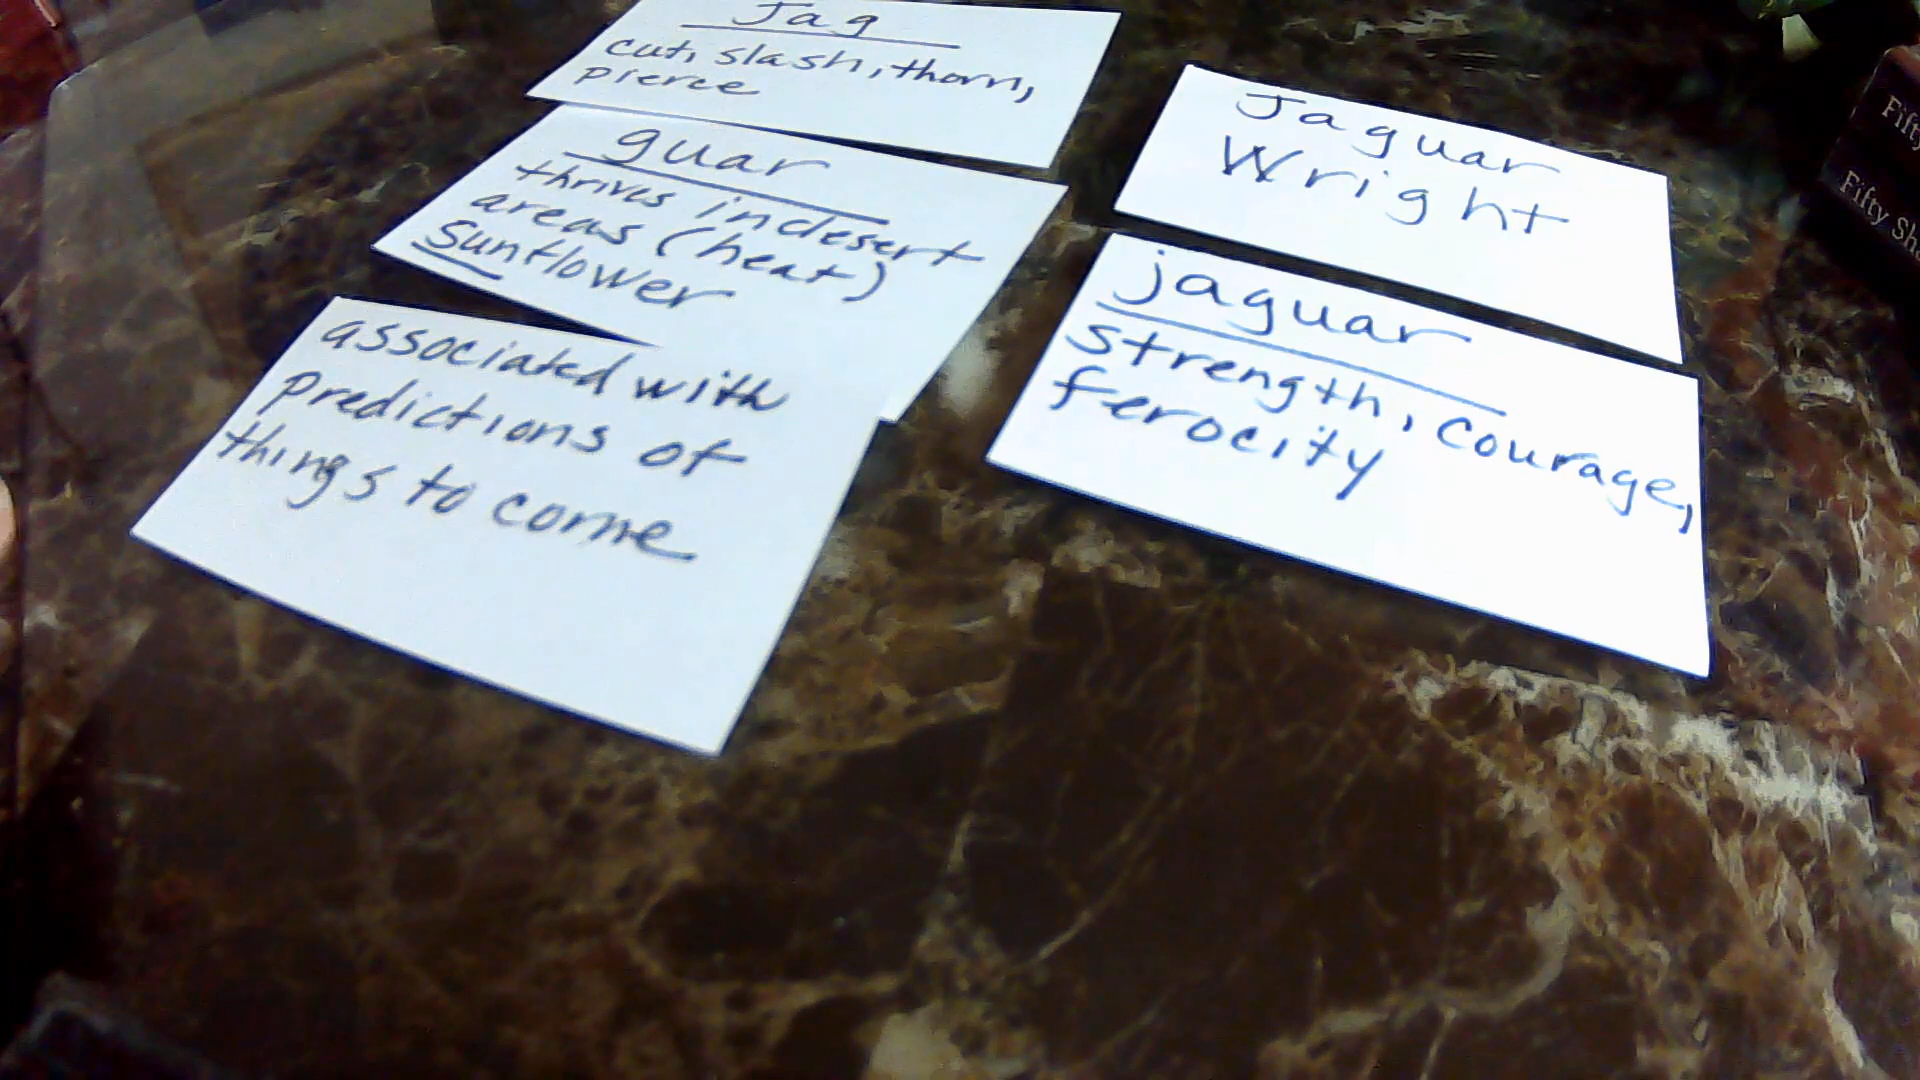 Jag
cut, slash, thorn,
pierce
guar
thrives in desert
areas (heat)
sunflower
associated with
predictions of
things to come
Jaguar
Wright
jaguar
strength, courage,
ferocity
Fifty
Fifty